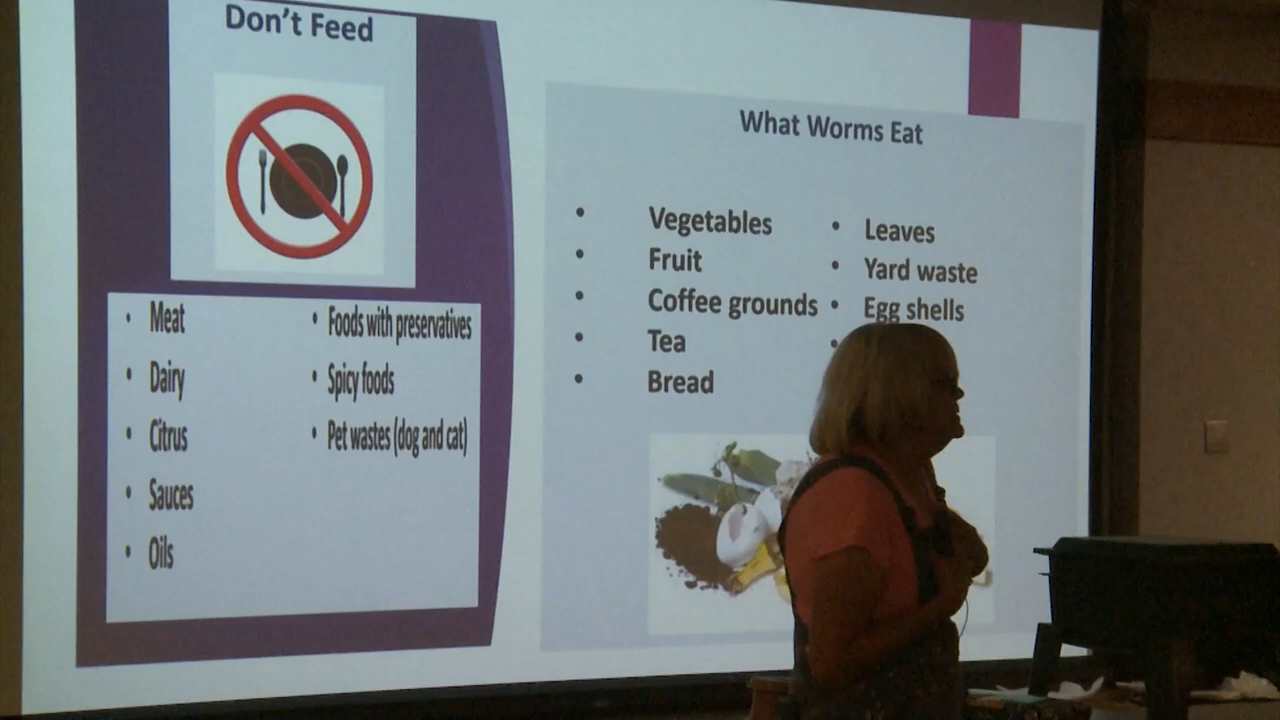 Don't Feed
• Meat
• Dairy
• Citrus
• Sauces
• Oils
• Foods with preservatives
• Spicy foods
• Pet wastes (dog and cat)
What Worms Eat
• Vegetables
• Fruit
• Coffee grounds
• Tea
• Bread
• Leaves
• Yard waste
• Egg shells
•